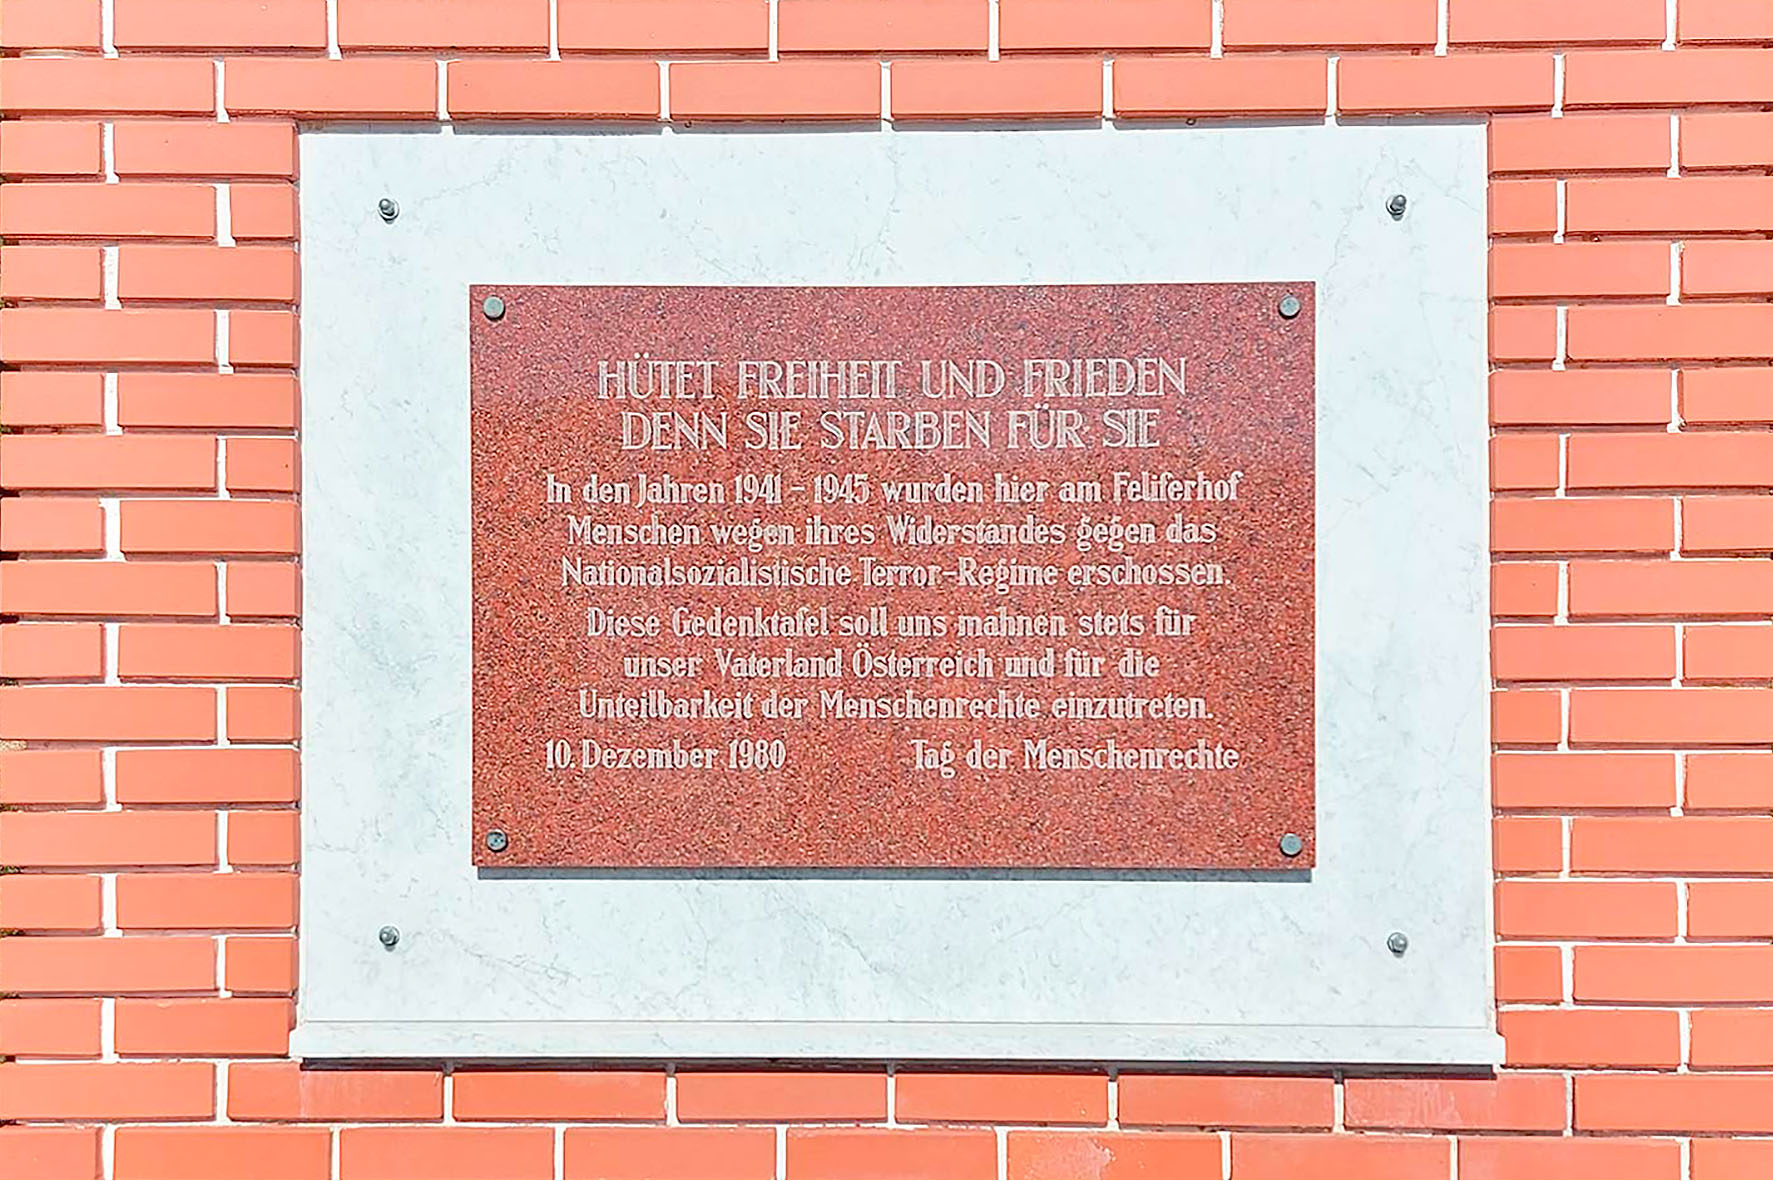 HÜTET FREIHEIT UND FRIEDEN
DENN SIE STARBEN FÜR SIE
In den Jahren 1941 - 1945 wurden hier am Feliferhof
Menschen wegen ihres Widerstandes gegen das
Nationalsozialistische Terror-Regime erschossen.
Diese Gedenktafel soll uns mahnen stets für
unser Vaterland Österreich und für die
Unteilbarkeit der Menschenrechte einzutreten.
10. Dezember 1980 Tag der Menschenrechte